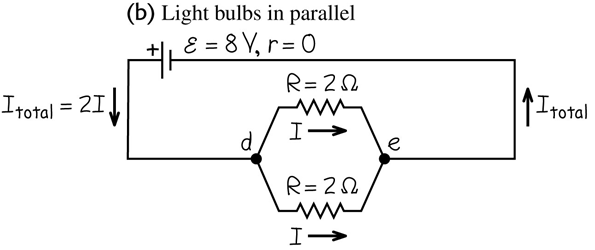 (b) Light bulbs in parallel
+ ℰ = 8 V, r = 0
I_total = 2I
R = 2 Ω
I_total
I
d
e
R = 2 Ω
I